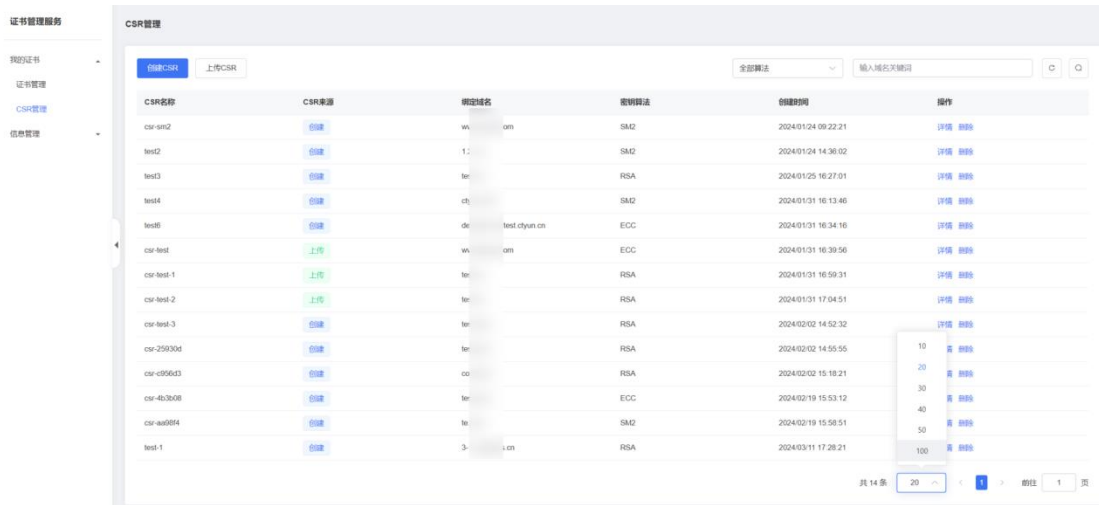 证书管理服务
CSR管理
我的证书
证书管理
CSR管理
信息管理
创建CSR 上传CSR 全部算法 输入域名关键词
CSR名称 CSR来源 绑定域名 密钥算法 创建时间 操作
csr-sm2 创建 om SM2 2024/01/24 09:22:21 详情 删除
test2 创建 SM2 2024/01/24 14:36:02 详情 删除
test3 创建 RSA 2024/01/25 16:27:01 详情 删除
test4 创建 SM2 2024/01/31 16:13:46 详情 删除
test6 创建 de test.ctyun.cn ECC 2024/01/31 16:34:16 详情 删除
csr-test 上传 om ECC 2024/01/31 16:39:56 详情 删除
csr-test-1 上传 RSA 2024/01/31 16:59:31 详情 删除
csr-test-2 上传 RSA 2024/01/31 17:04:51 详情 删除
csr-test-3 创建 RSA 2024/02/02 14:52:32 详情 删除
csr-25930d 创建 RSA 2024/02/02 14:55:55 删除
csr-c956d3 创建 co RSA 2024/02/02 15:18:21 删除
csr-4b3b08 创建 ECC 2024/02/19 15:53:12 删除
csr-aa98f4 创建 te SM2 2024/02/19 15:58:51 删除
test-1 创建 3- .cn RSA 2024/03/11 17:28:21 删除
10
20
30
40
50
100
共 14 条 20 1 前往 1 页